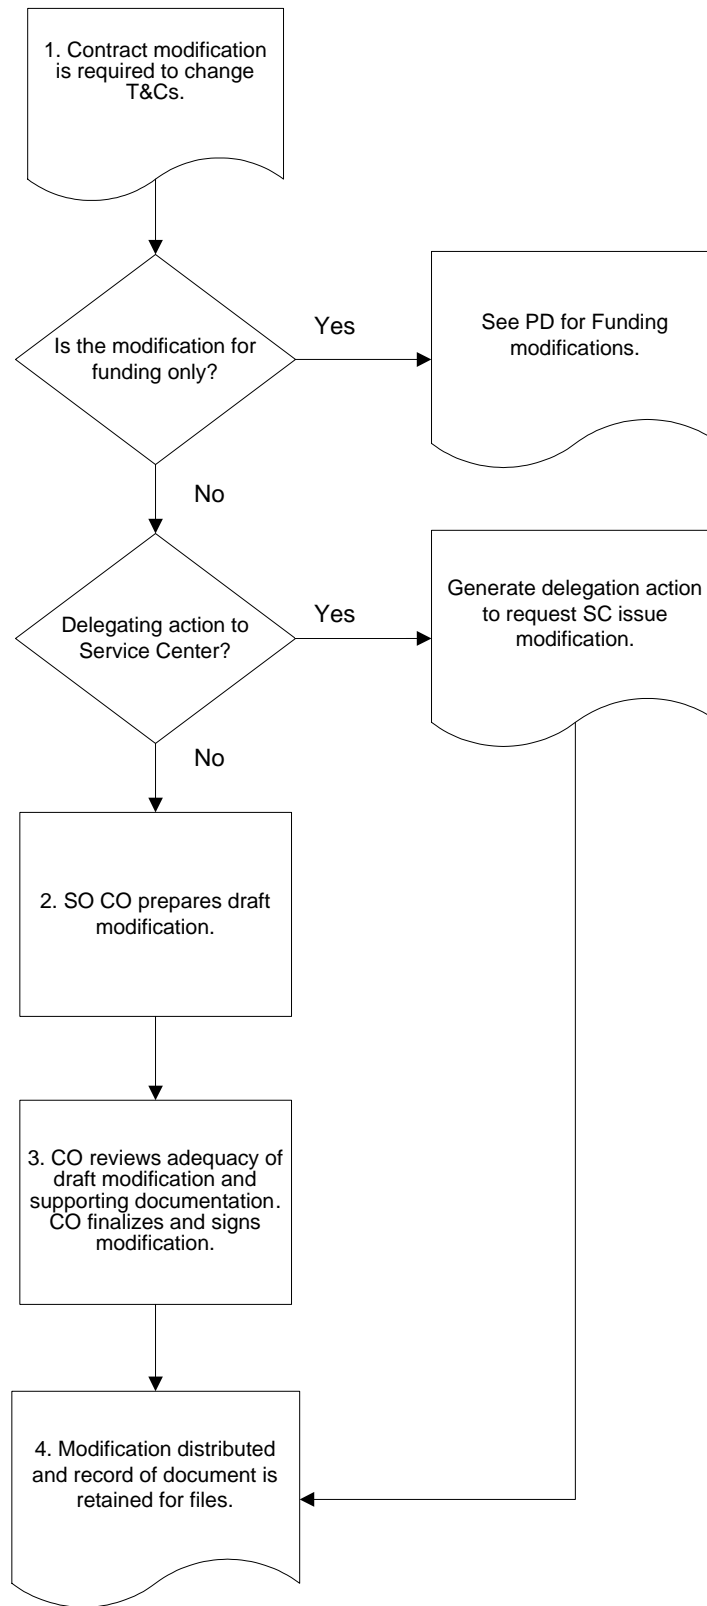 1. Contract modification
is required to change
T&Cs.
Is the modification for
funding only?
Yes
See PD for Funding
modifications.
No
Delegating action to
Service Center?
Yes
Generate delegation action
to request SC issue
modification.
No
2. SO CO prepares draft
modification.
3. CO reviews adequacy of
draft modification and
supporting documentation.
CO finalizes and signs
modification.
4. Modification distributed
and record of document is
retained for files.